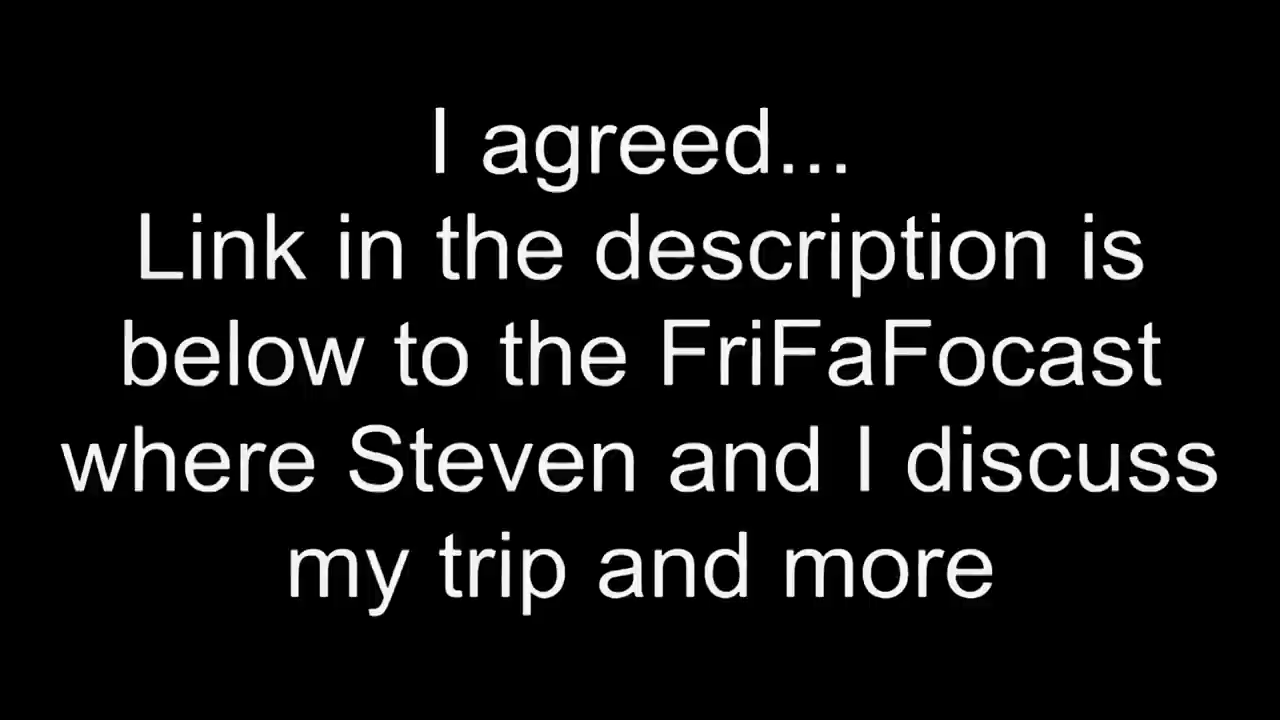 I agreed...
Link in the description is
below to the FriFaFocast
where Steven and I discuss
my trip and more